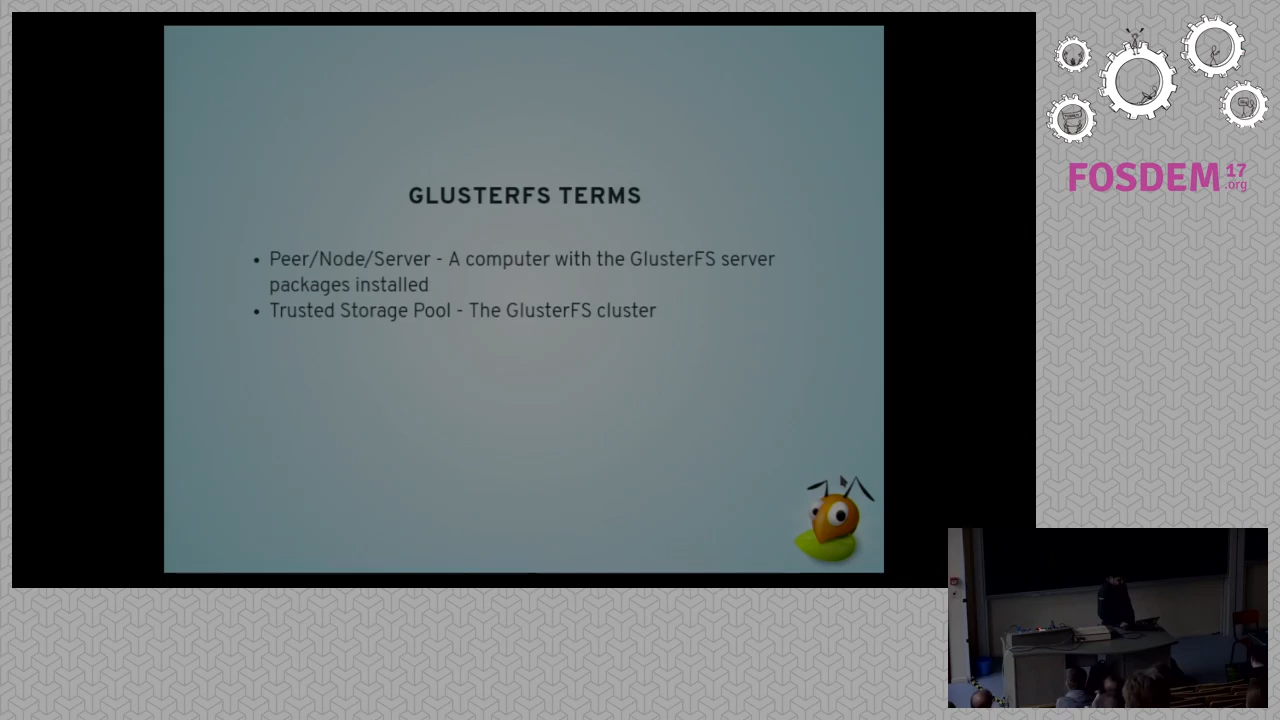 GLUSTERFS TERMS
• Peer/Node/Server - A computer with the GlusterFS server
packages installed
• Trusted Storage Pool - The GlusterFS cluster
FOSDEM 17
.org